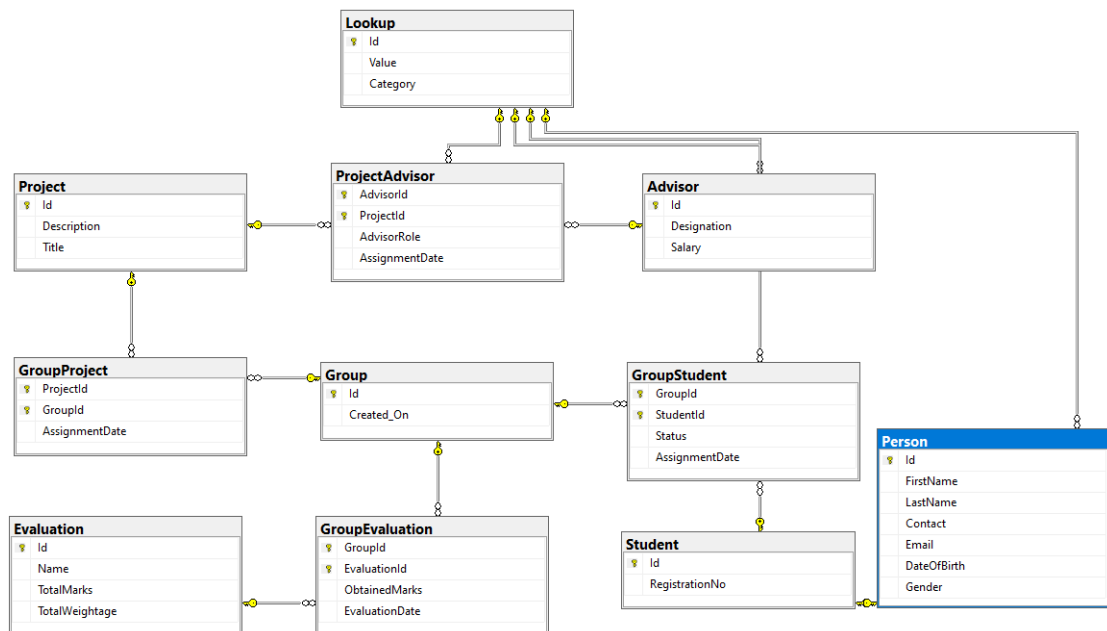 Lookup
Id
Value
Category
Project
Id
Description
Title
ProjectAdvisor
AdvisorId
ProjectId
AdvisorRole
AssignmentDate
Advisor
Id
Designation
Salary
GroupProject
ProjectId
GroupId
AssignmentDate
Group
Id
Created_On
GroupStudent
GroupId
StudentId
Status
AssignmentDate
Person
Id
FirstName
LastName
Contact
Email
DateOfBirth
Gender
Evaluation
Id
Name
TotalMarks
TotalWeightage
GroupEvaluation
GroupId
EvaluationId
ObtainedMarks
EvaluationDate
Student
Id
RegistrationNo